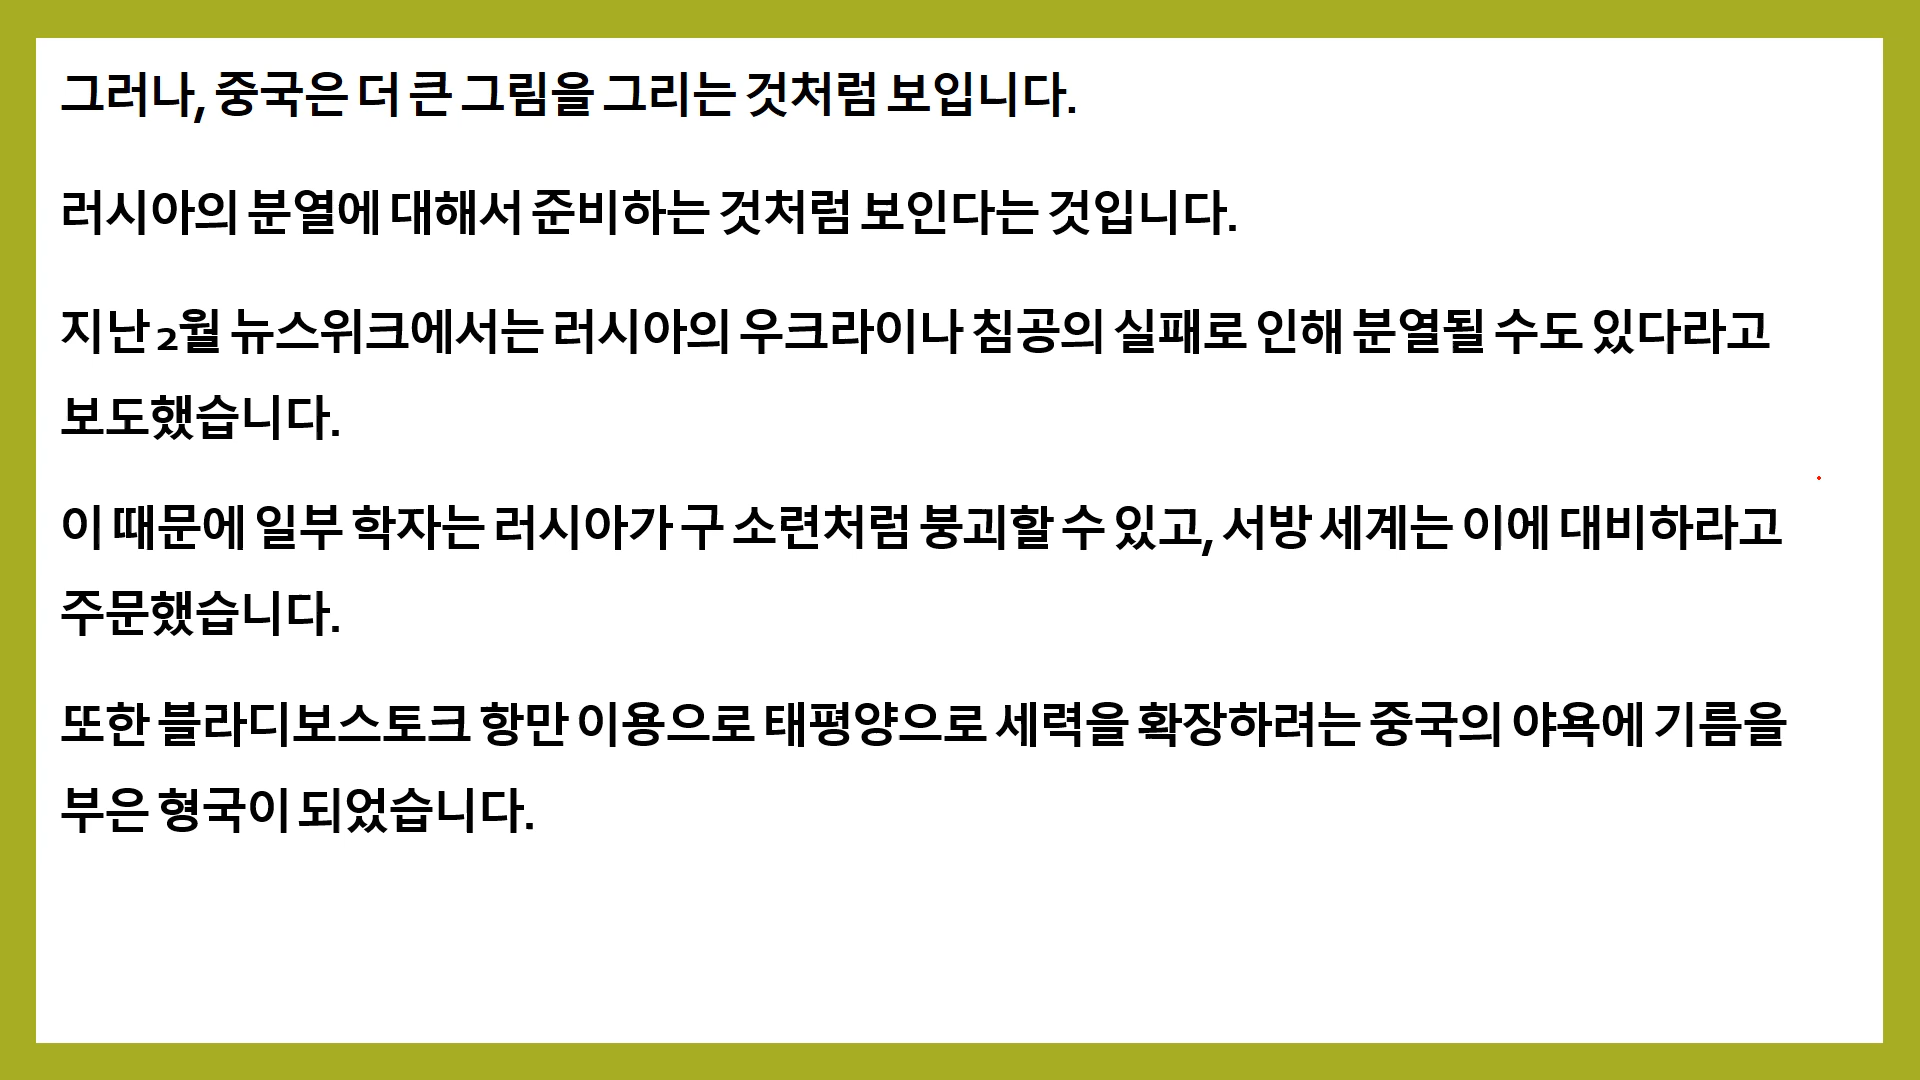 그러나, 중국은 더 큰 그림을 그리는 것처럼 보입니다.
러시아의 분열에 대해서 준비하는 것처럼 보인다는 것입니다.
지난 2월 뉴스위크에서는 러시아의 우크라이나 침공의 실패로 인해 분열될 수도 있다라고
보도했습니다.
이 때문에 일부 학자는 러시아가 구 소련처럼 붕괴할 수 있고, 서방 세계는 이에 대비하라고
주문했습니다.
또한 블라디보스토크 항만 이용으로 태평양으로 세력을 확장하려는 중국의 야욕에 기름을
부은 형국이 되었습니다.